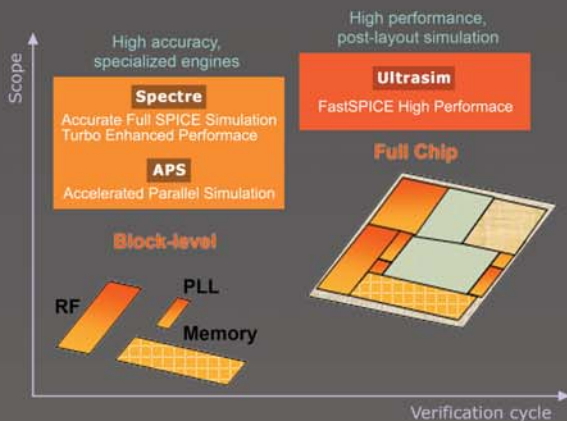 High performance,
post-layout simulation
High accuracy,
specialized engines
Scope
Ultrasim
FastSPICE High Performace
Spectre
Accurate Full SPICE Simulation
Turbo Enhanced Performace
APS
Accelerated Parallel Simulation
Full Chip
Block-level
PLL
RF
Memory
Verification cycle